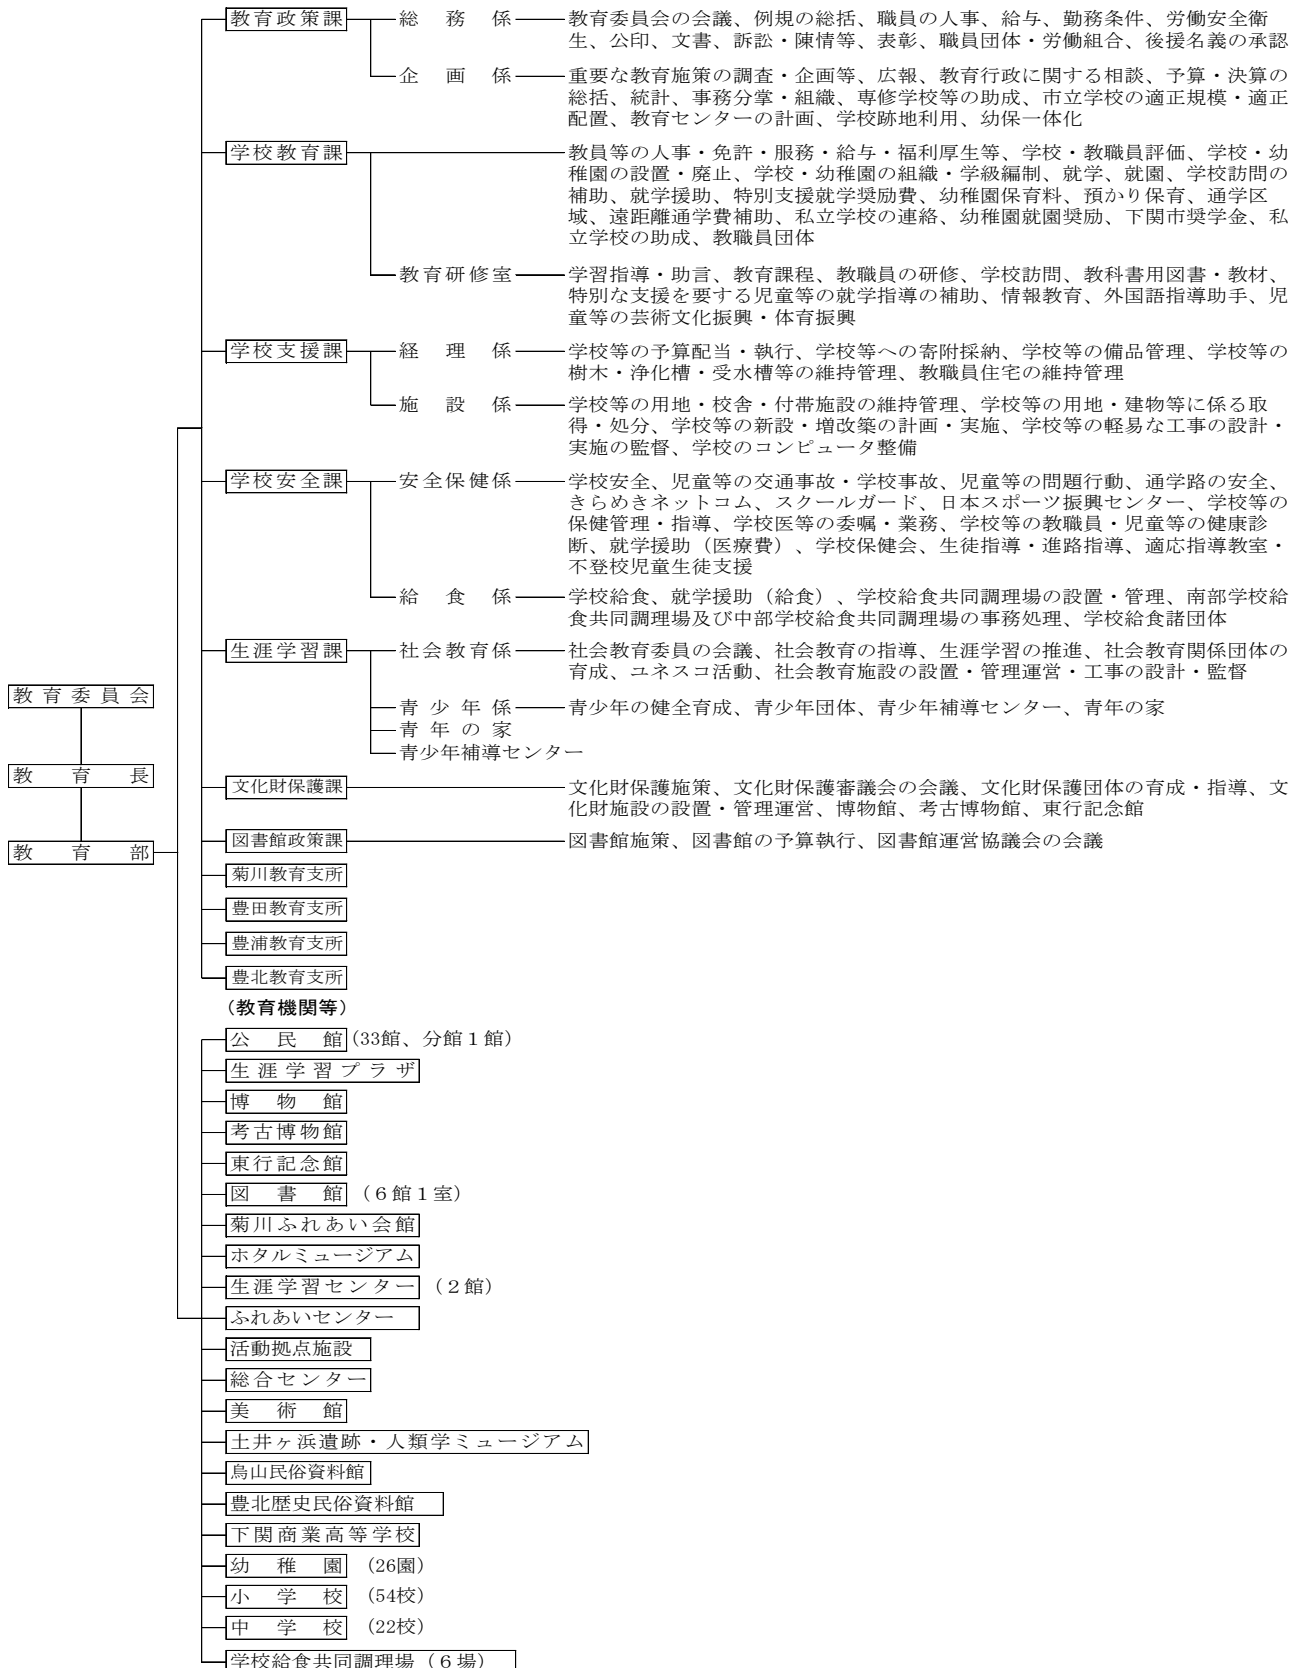 教育政策課 総務係 教育委員会の会議、例規の総括、職員の人事、給与、勤務条件、労働安全衛
生、公印、文書、訴訟・陳情等、表彰、職員団体・労働組合、後援名義の承認
企画係 重要な教育施策の調査・企画等、広報、教育行政に関する相談、予算・決算の
総括、統計、事務分掌・組織、専修学校等の助成、市立学校の適正規模・適正
配置、教育センターの計画、学校跡地利用、幼保一体化
学校教育課 教員等の人事・免許・服務・給与・福利厚生等、学校・教職員評価、学校・幼
稚園の設置・廃止、学校・幼稚園の組織・学級編制、就学、就園、学校訪問の
補助、就学援助、特別支援就学奨励費、幼稚園保育料、預かり保育、通学区
域、遠距離通学費補助、私立学校の連絡、幼稚園就園奨励、下関市奨学金、私
立学校の助成、教職員団体
教育研修室 学習指導・助言、教育課程、教職員の研修、学校訪問、教科書用図書・教材、
特別な支援を要する児童等の就学指導の補助、情報教育、外国語指導助手、児
童等の芸術文化振興・体育振興
学校支援課 経理係 学校等の予算配当・執行、学校等への寄附採納、学校等の備品管理、学校等の
樹木・浄化槽・受水槽等の維持管理、教職員住宅の維持管理
施設係 学校等の用地・校舎・付帯施設の維持管理、学校等の用地・建物等に係る取
得・処分、学校等の新設・増改築の計画・実施、学校等の軽易な工事の設計・
実施の監督、学校のコンピュータ整備
学校安全課 安全保健係 学校安全、児童等の交通事故・学校事故、児童等の問題行動、通学路の安全、
きらめきネットコム、スクールガード、日本スポーツ振興センター、学校等の
保健管理・指導、学校医等の委嘱・業務、学校等の教職員・児童等の健康診
断、就学援助（医療費）、学校保健会、生徒指導・進路指導、適応指導教室・
不登校児童生徒支援
給食係 学校給食、就学援助（給食）、学校給食共同調理場の設置・管理、南部学校給
食共同調理場及び中部学校給食共同調理場の事務処理、学校給食諸団体
生涯学習課 社会教育係 社会教育委員の会議、社会教育の指導、生涯学習の推進、社会教育関係団体の
育成、ユネスコ活動、社会教育施設の設置・管理運営・工事の設計・監督
教育委員会
青少年係 青少年の健全育成、青少年団体、青少年補導センター、青年の家
青年の家
青少年補導センター
教育長
文化財保護課 文化財保護施策、文化財保護審議会の会議、文化財保護団体の育成・指導、文
化財施設の設置・管理運営、博物館、考古博物館、東行記念館
教育部
図書館政策課 図書館施策、図書館の予算執行、図書館運営協議会の会議
菊川教育支所
豊田教育支所
豊浦教育支所
豊北教育支所
（教育機関等）
公民館（33館、分館１館）
生涯学習プラザ
博物館
考古博物館
東行記念館
図書館（６館１室）
菊川ふれあい会館
ホタルミュージアム
生涯学習センター（２館）
ふれあいセンター
活動拠点施設
総合センター
美術館
土井ヶ浜遺跡・人類学ミュージアム
烏山民俗資料館
豊北歴史民俗資料館
下関商業高等学校
幼稚園（26園）
小学校（54校）
中学校（22校）
学校給食共同調理場（６場）